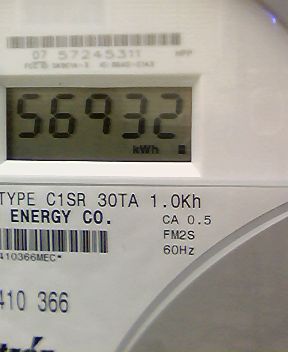 07 57245311
56932
kWh
TYPE C1SR 30TA 1.0Kh
ENERGY CO.
CA 0.5
FM2S
60Hz
410366MEC*
410 366